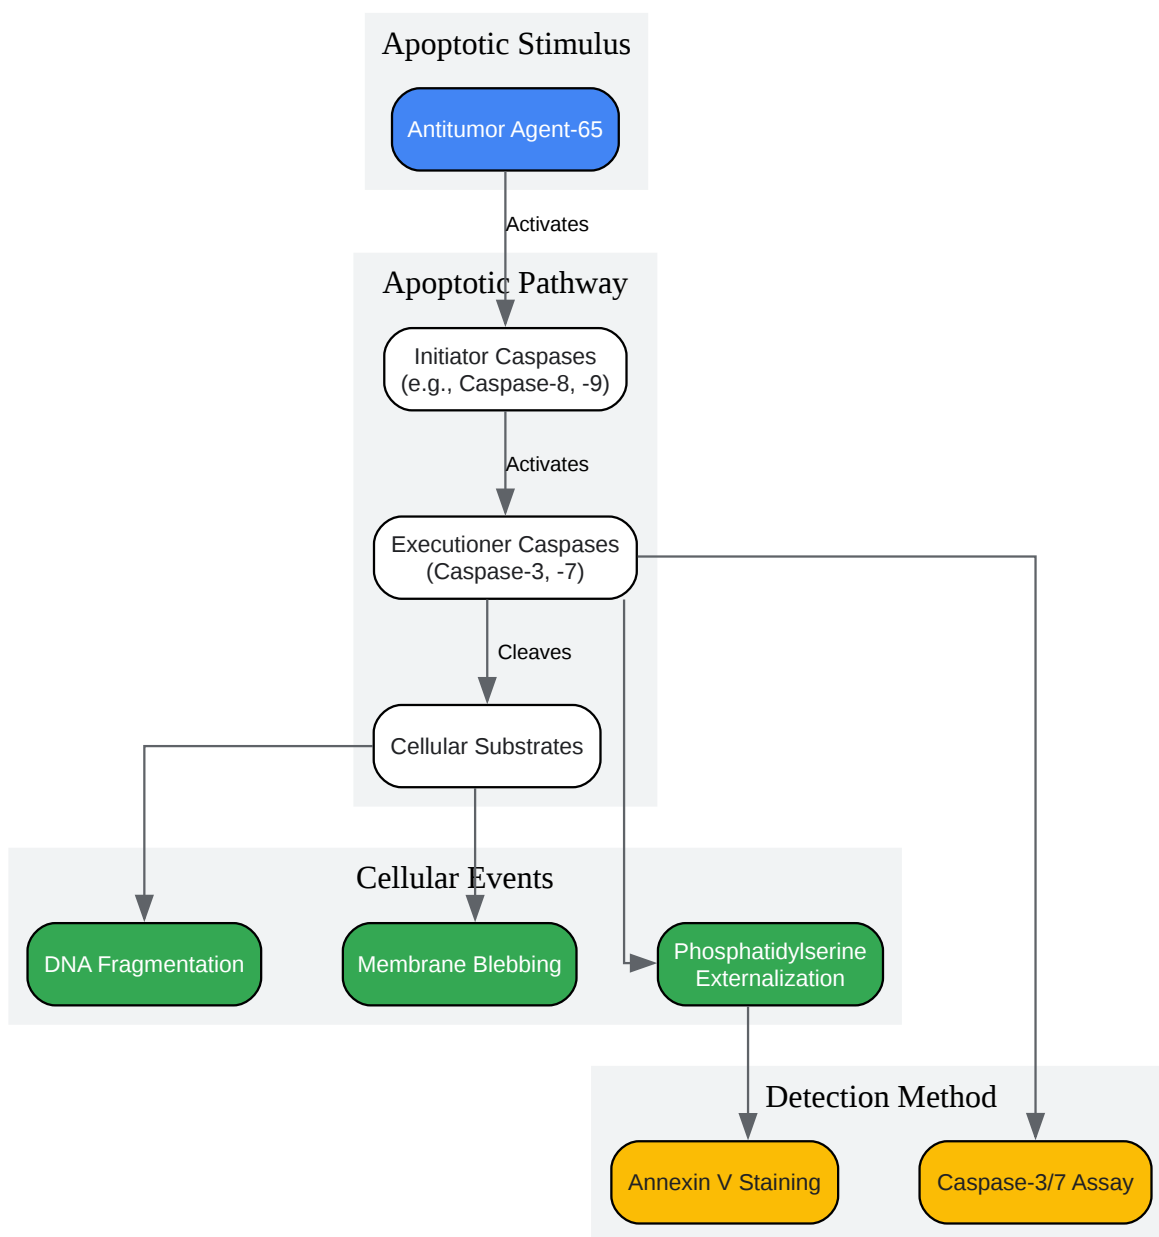 Apoptotic Stimulus
Antitumor Agent-65
Activates
Apoptotic Pathway
Initiator Caspases
(e.g., Caspase-8, -9)
Activates
Executioner Caspases
(Caspase-3, -7)
Cleaves
Cellular Substrates
Cellular Events
DNA Fragmentation
Membrane Blebbing
Phosphatidylserine
Externalization
Detection Method
Annexin V Staining
Caspase-3/7 Assay